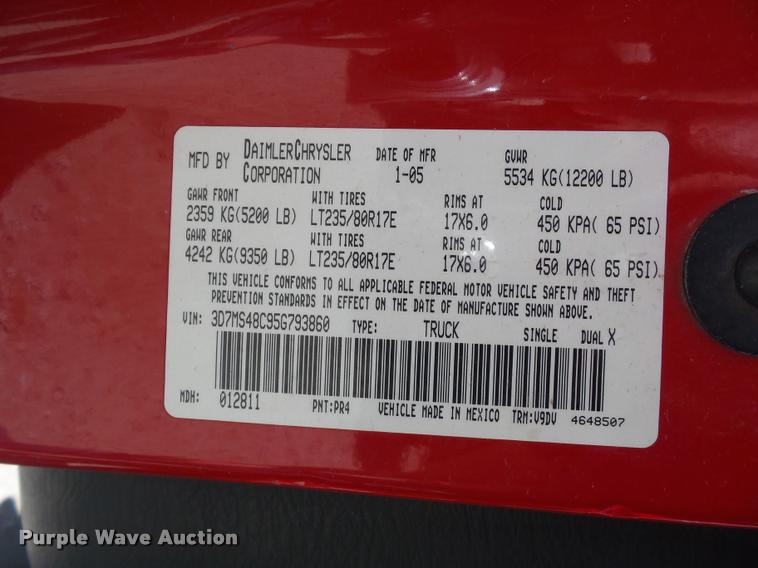 MFD BY DAIMLERCHRYSLER CORPORATION DATE OF MFR 1-05 GVWR 5534 KG(12200 LB)
GAWR FRONT WITH TIRES RIMS AT COLD
2359 KG(5200 LB) LT235/80R17E 17X6.0 450 KPA( 65 PSI)
GAWR REAR WITH TIRES RIMS AT COLD
4242 KG(9350 LB) LT235/80R17E 17X6.0 450 KPA( 65 PSI)
THIS VEHICLE CONFORMS TO ALL APPLICABLE FEDERAL MOTOR VEHICLE SAFETY AND THEFT
PREVENTION STANDARDS IN EFFECT ON THE DATE OF MANUFACTURE SHOWN ABOVE.
VIN: 3D7MS48C95G793860 TYPE: TRUCK SINGLE DUAL X
MDH: 012811 PNT:PR4 VEHICLE MADE IN MEXICO TRM:V9DV 4648507
Purple Wave Auction